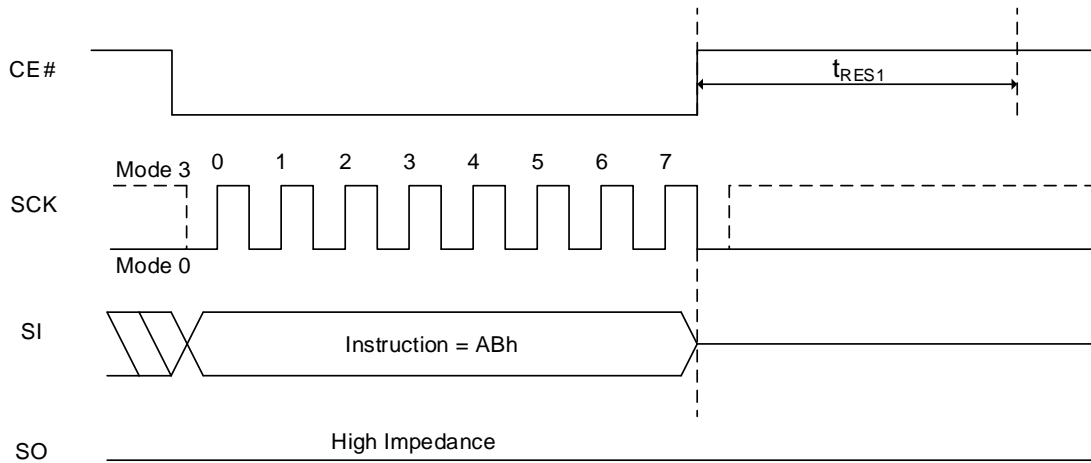 CE#
tRES1
Mode 3 0 1 2 3 4 5 6 7
SCK
Mode 0
SI
Instruction = ABh
High Impedance
SO